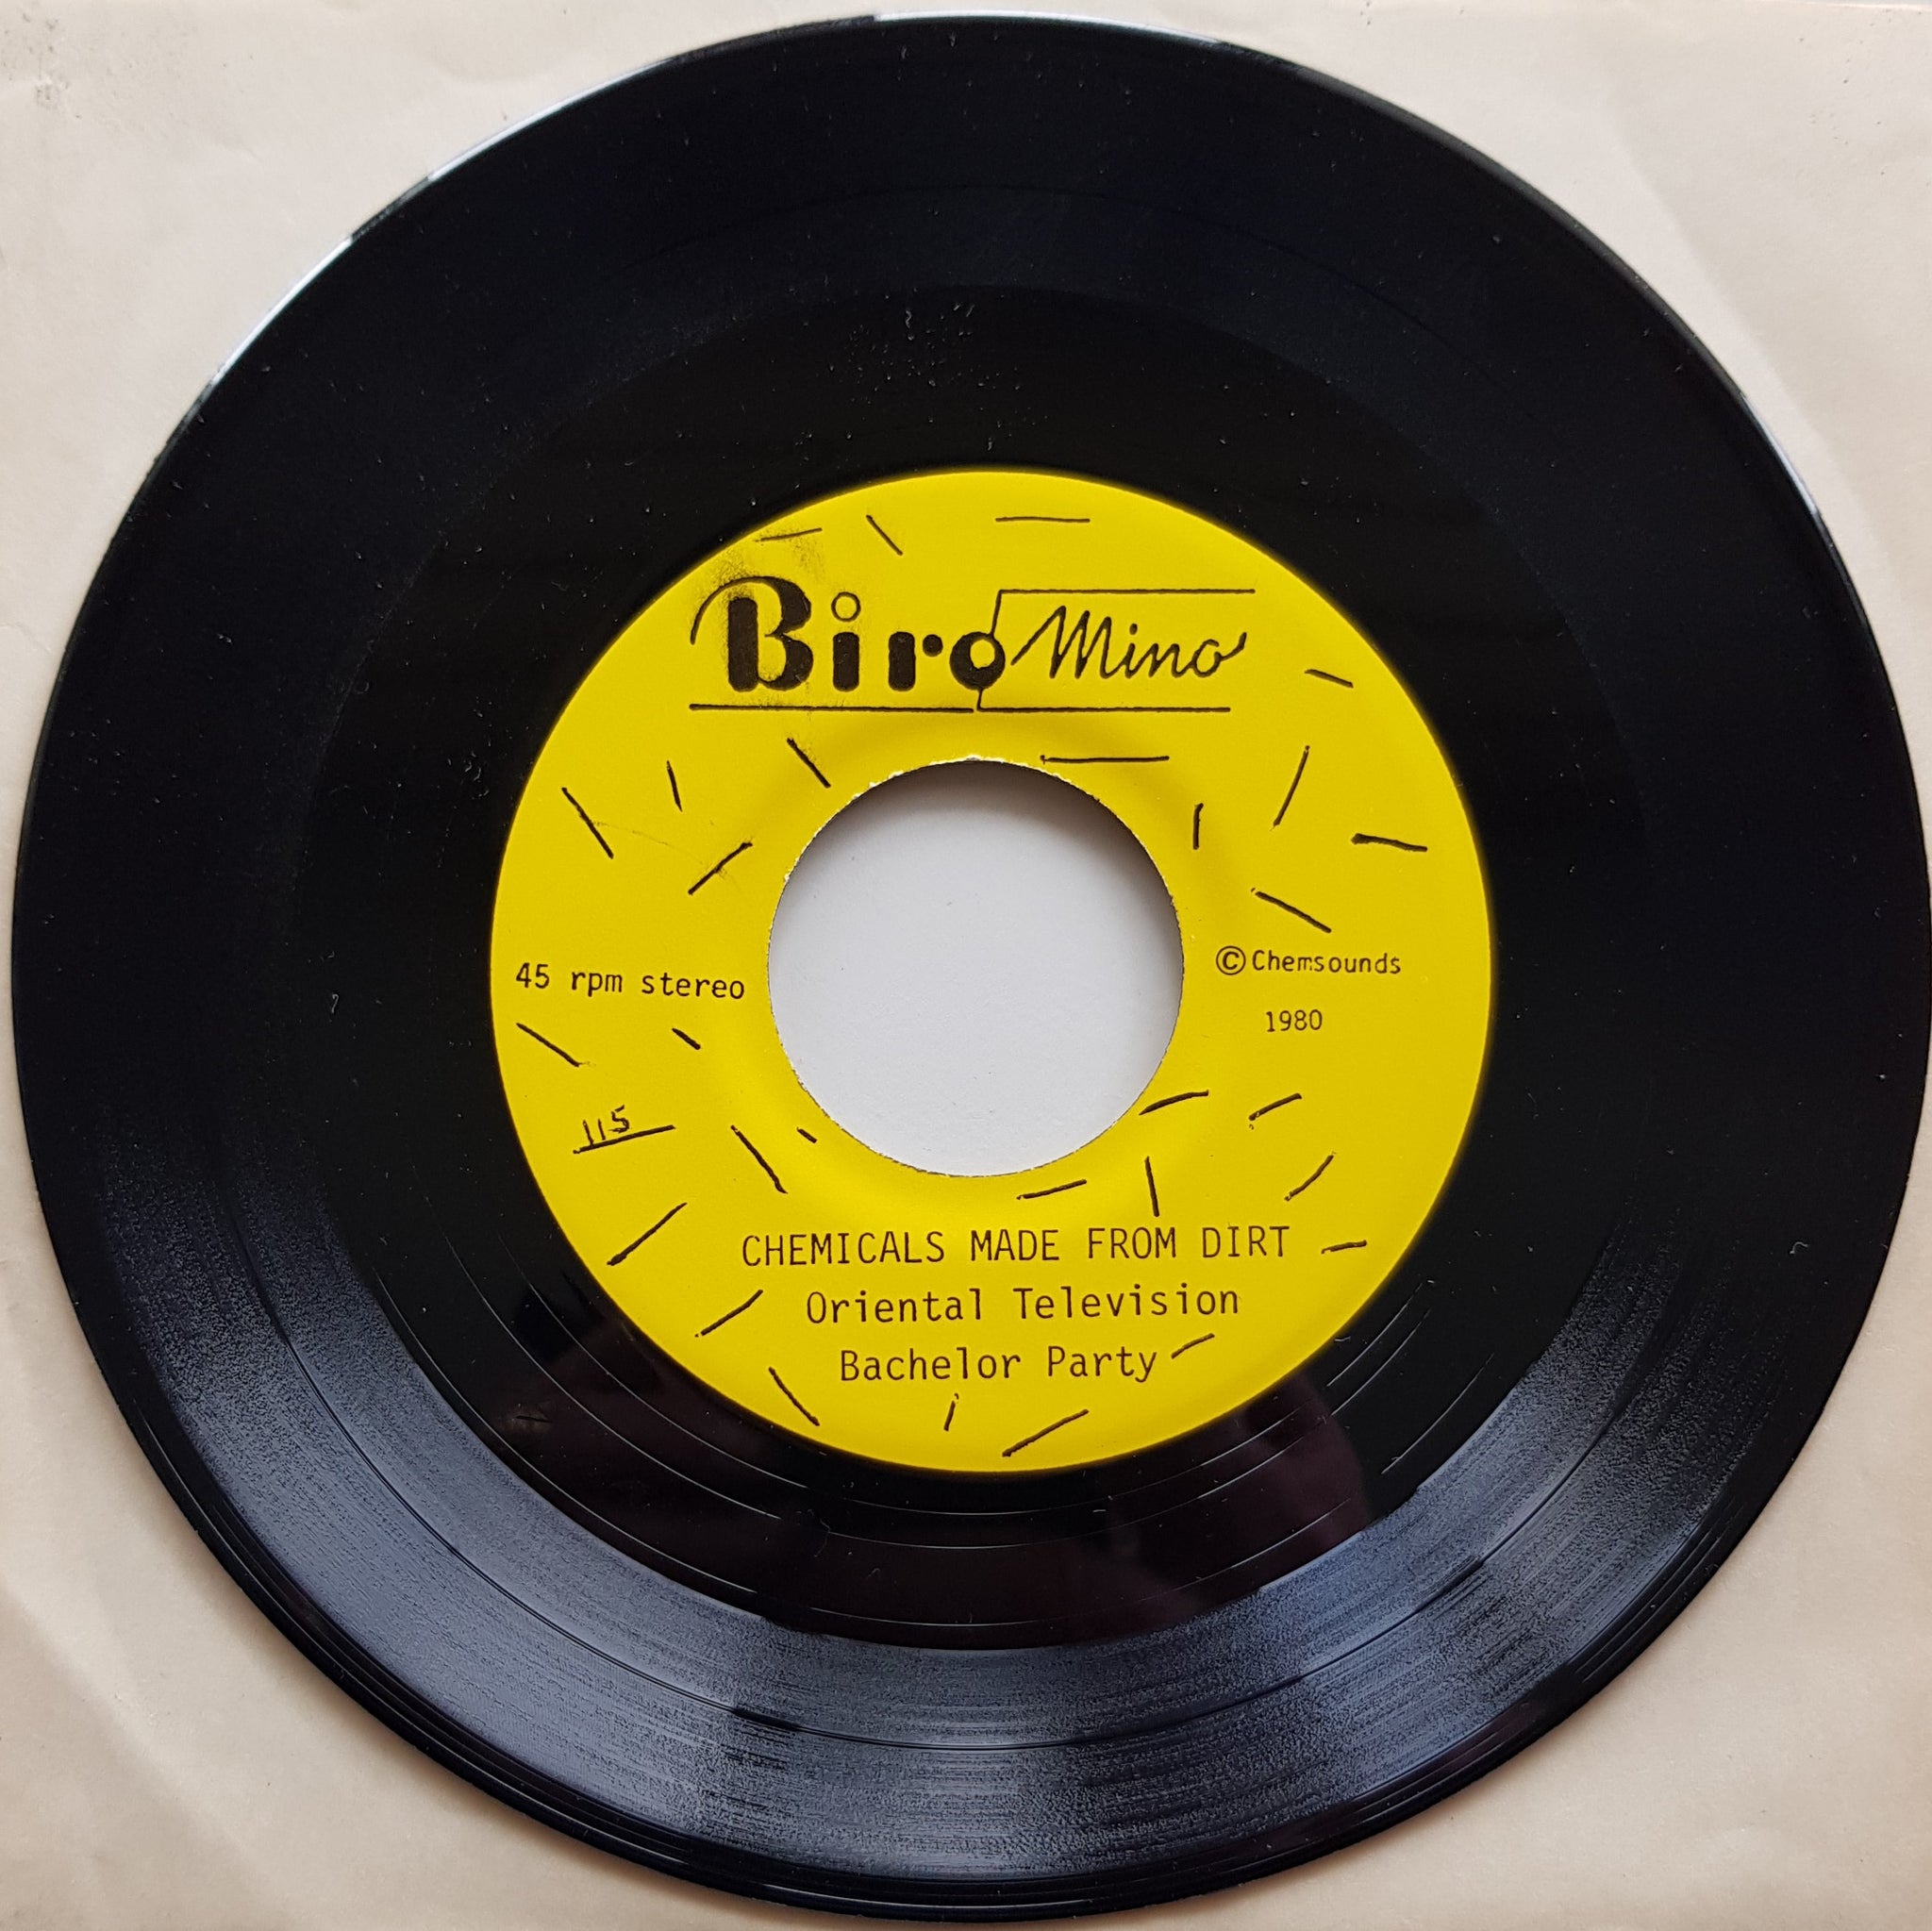 Biro Mino
45 rpm stereo
©Chemsounds
1980
115
CHEMICALS MADE FROM DIRT
Oriental Television
Bachelor Party